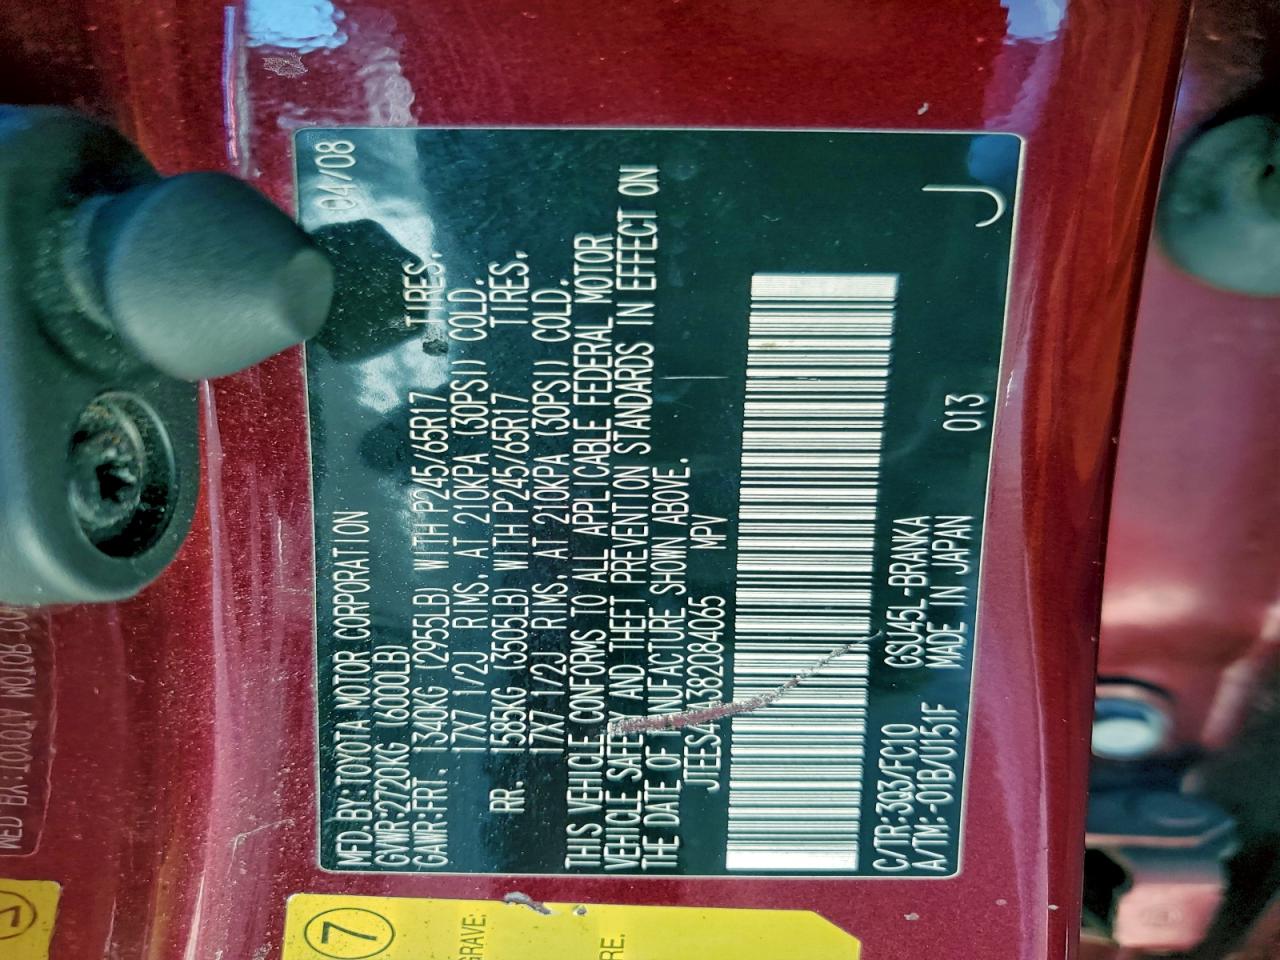 MFD. BY: TOYOTA MOTOR CORPORATION 04/08
GVWR: 2720KG (6000LB)
GAWR: FRT. 1340KG (2955LB) WITH P245/65R17 TIRES,
17X7 1/2J RIMS, AT 210KPA (30PSI) COLD.
RR. 1585KG (3505LB) WITH P245/65R17 TIRES,
17X7 1/2J RIMS, AT 210KPA (30PSI) COLD.
THIS VEHICLE CONFORMS TO ALL APPLICABLE FEDERAL MOTOR
VEHICLE SAFETY AND THEFT PREVENTION STANDARDS IN EFFECT ON
THE DATE OF MANUFACTURE SHOWN ABOVE.
MPV
C/TR: 3Q3/FC10 GSU45L-BRANKA 013
A/TM: -01B/U151F MADE IN JAPAN J
7
GRAVE:
RE.